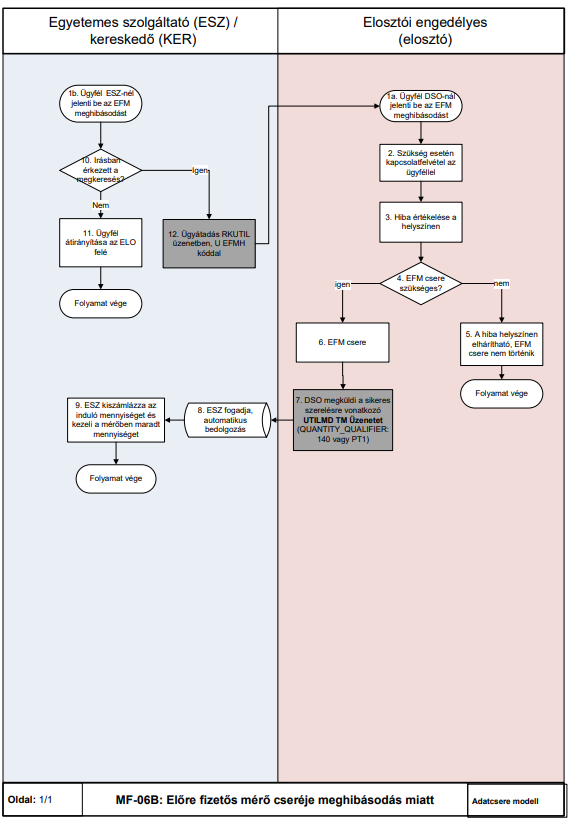 Egyetemes szolgáltató (ESZ) /
kereskedő (KER)
Elosztói engedélyes
(elosztó)
1b. Ügyfél ESZ-nél
jelenti be az EFM
meghibásodást
1a. Ügyfél DSO-nál
jelenti be az EFM
meghibásodást
10. Irásban
érkezett a
megkeresés?
Igen
Nem
2. Szükség esetén
kapcsolatfelvétel az
ügyféllel
11. Ügyfél
átirányítása az ELO
felé
12. Ügyátadás RKUTIL
üzenetben, U EFMH
kóddal
3. Hiba értékelése a
helyszínen
Folyamat vége
4. EFM csere
szükséges?
igen
nem
6. EFM csere
5. A hiba helyszínen
elhárítható, EFM
csere nem történik
Folyamat vége
7. DSO megküldi a sikeres
szerelésre vonatkozó
UTILMD TM Üzenetet
(QUANTITY_QUALIFIER:
140 vagy PT1)
8. ESZ fogadja,
automatikus
bedolgozás
9. ESZ kiszámlázza az
induló mennyiséget és
kezeli a mérőben maradt
mennyiséget
Folyamat vége
Oldal: 1/1
MF-06B: Előre fizetős mérő cseréje meghibásodás miatt
Adatcsere modell